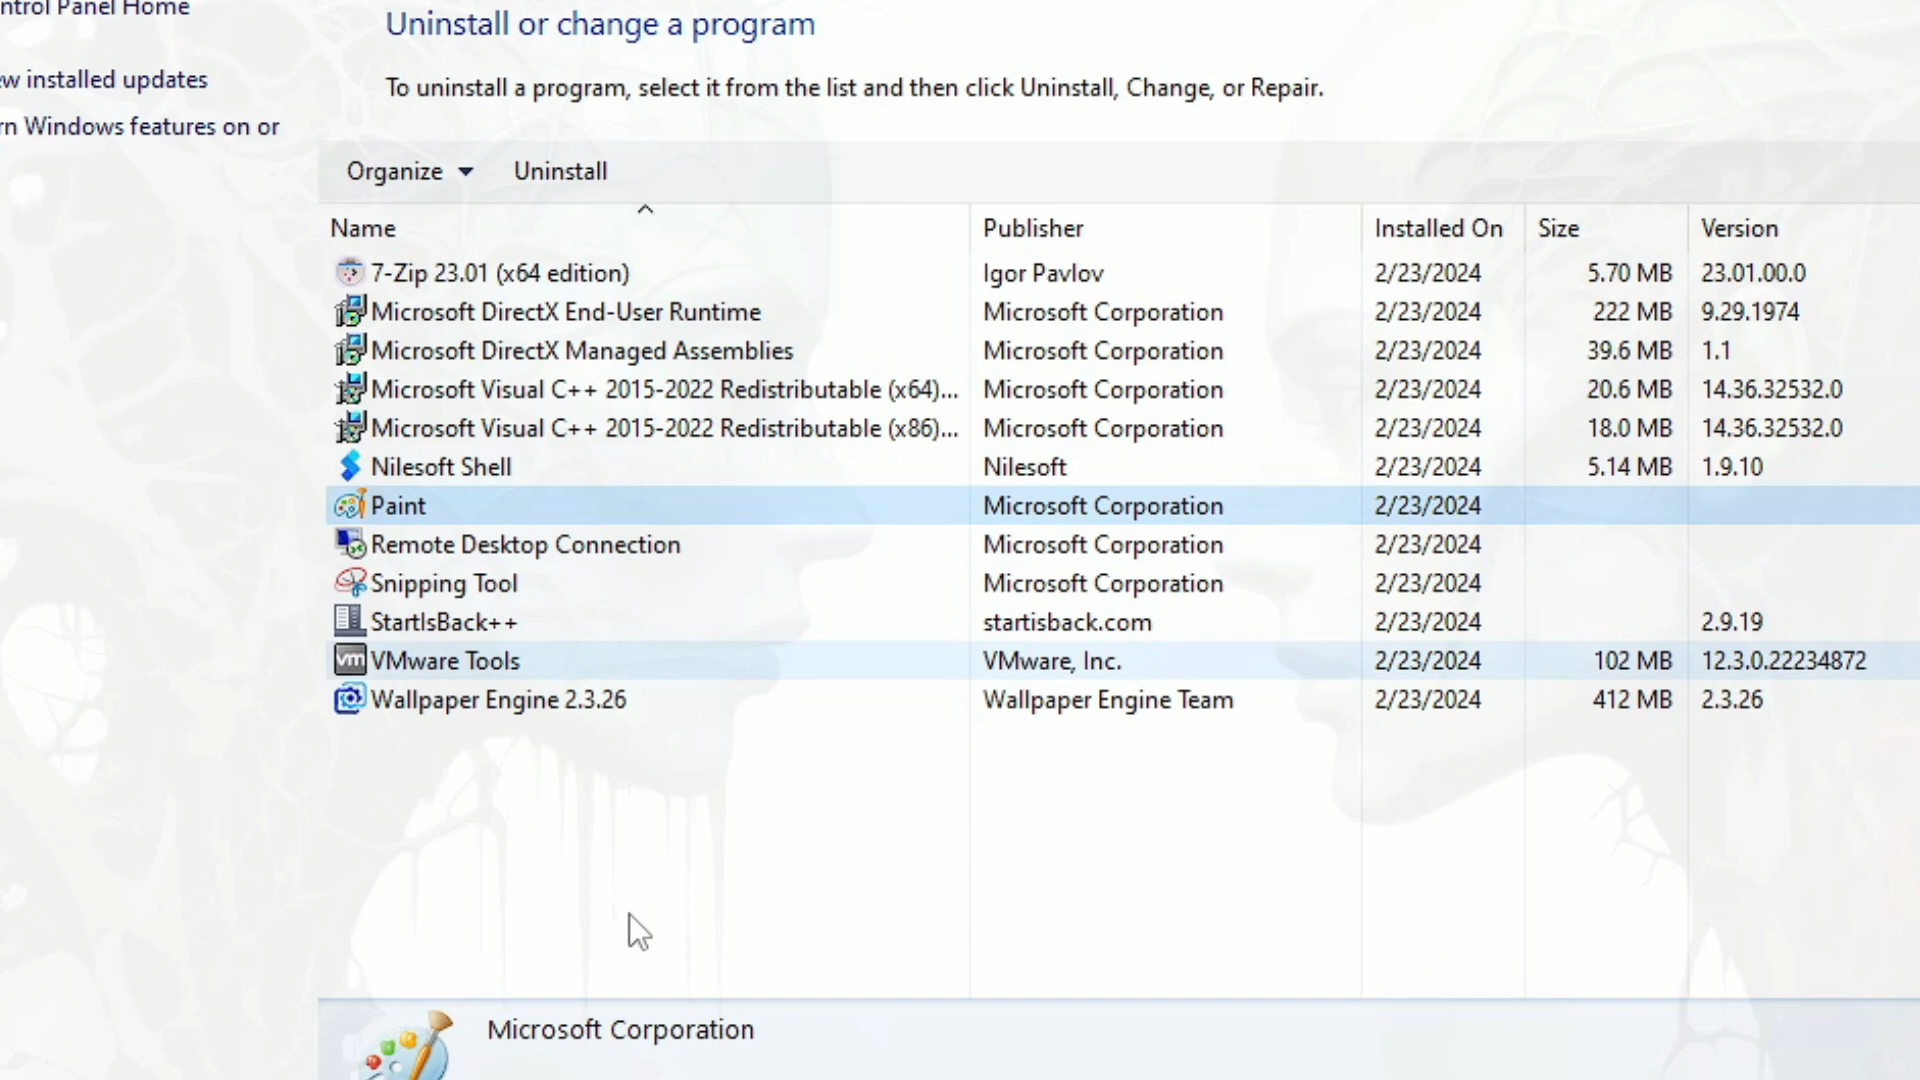 ntrol Panel Home
Uninstall or change a program
ew installed updates
To uninstall a program, select it from the list and then click Uninstall, Change, or Repair.
rn Windows features on or
Organize Uninstall
Name Publisher Installed On Size Version
7-Zip 23.01 (x64 edition) Igor Pavlov 2/23/2024 5.70 MB 23.01.00.0
Microsoft DirectX End-User Runtime Microsoft Corporation 2/23/2024 222 MB 9.29.1974
Microsoft DirectX Managed Assemblies Microsoft Corporation 2/23/2024 39.6 MB 1.1
Microsoft Visual C++ 2015-2022 Redistributable (x64)... Microsoft Corporation 2/23/2024 20.6 MB 14.36.32532.0
Microsoft Visual C++ 2015-2022 Redistributable (x86)... Microsoft Corporation 2/23/2024 18.0 MB 14.36.32532.0
Nilesoft Shell Nilesoft 2/23/2024 5.14 MB 1.9.10
Paint Microsoft Corporation 2/23/2024
Remote Desktop Connection Microsoft Corporation 2/23/2024
Snipping Tool Microsoft Corporation 2/23/2024
StartIsBack++ startisback.com 2/23/2024 2.9.19
vm VMware Tools VMware, Inc. 2/23/2024 102 MB 12.3.0.22234872
Wallpaper Engine 2.3.26 Wallpaper Engine Team 2/23/2024 412 MB 2.3.26
Microsoft Corporation